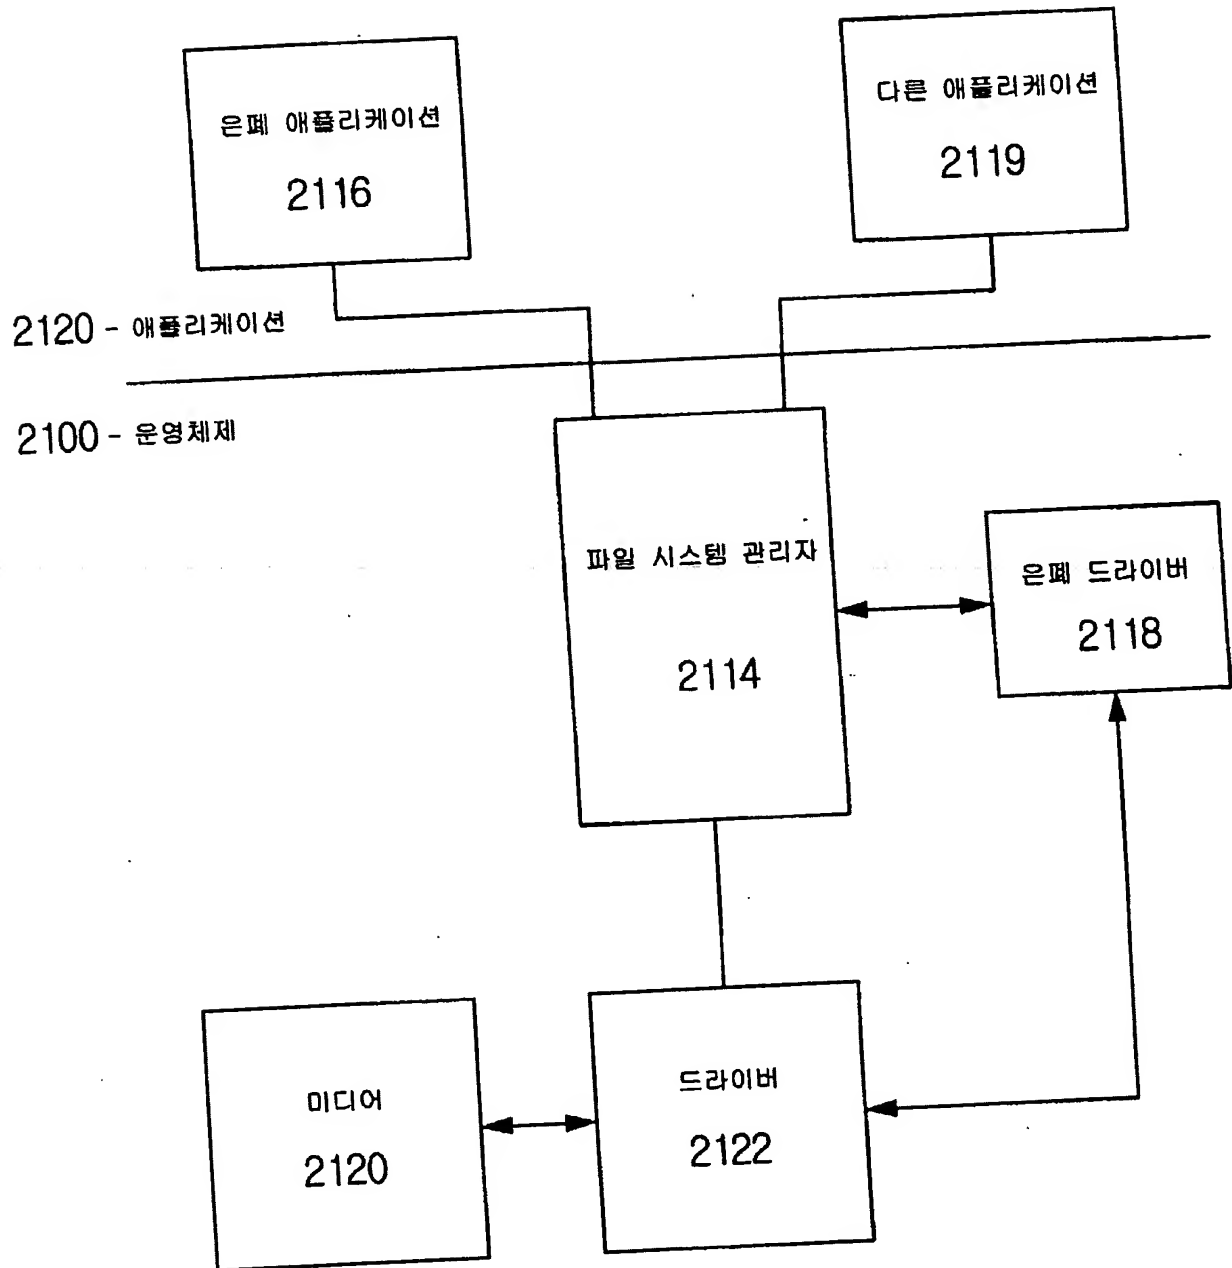 은폐 애플리케이션
2116
다른 애플리케이션
2119
2120 - 애플리케이션
2100 - 운영체제
파일 시스템 관리자
2114
은폐 드라이버
2118
미디어
2120
드라이버
2122